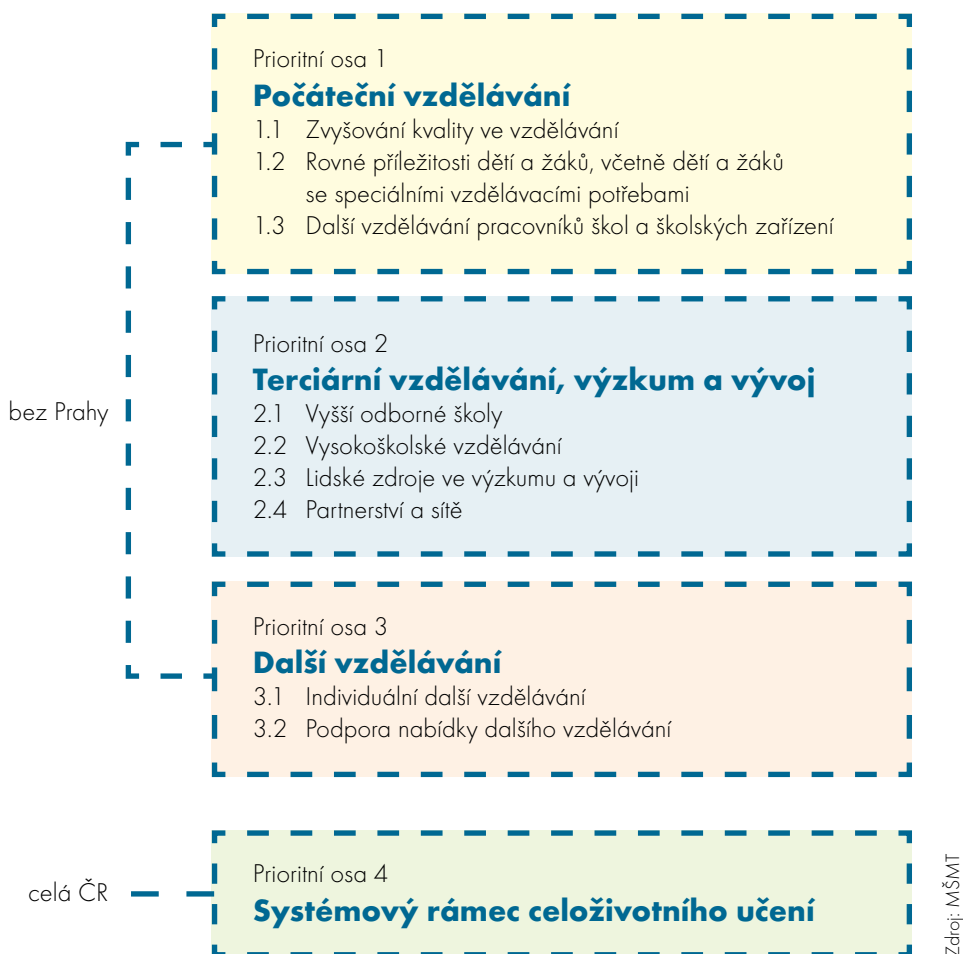 Prioritní osa 1
Počáteční vzdělávání
1.1 Zvyšování kvality ve vzdělávání
1.2 Rovné příležitosti dětí a žáků, včetně dětí a žáků
se speciálními vzdělávacími potřebami
1.3 Další vzdělávání pracovníků škol a školských zařízení
bez Prahy
Prioritní osa 2
Terciární vzdělávání, výzkum a vývoj
2.1 Vyšší odborné školy
2.2 Vysokoškolské vzdělávání
2.3 Lidské zdroje ve výzkumu a vývoji
2.4 Partnerství a sítě
Prioritní osa 3
Další vzdělávání
3.1 Individuální další vzdělávání
3.2 Podpora nabídky dalšího vzdělávání
celá ČR
Prioritní osa 4
Systémový rámec celoživotního učení
Zdroj: MŠMT